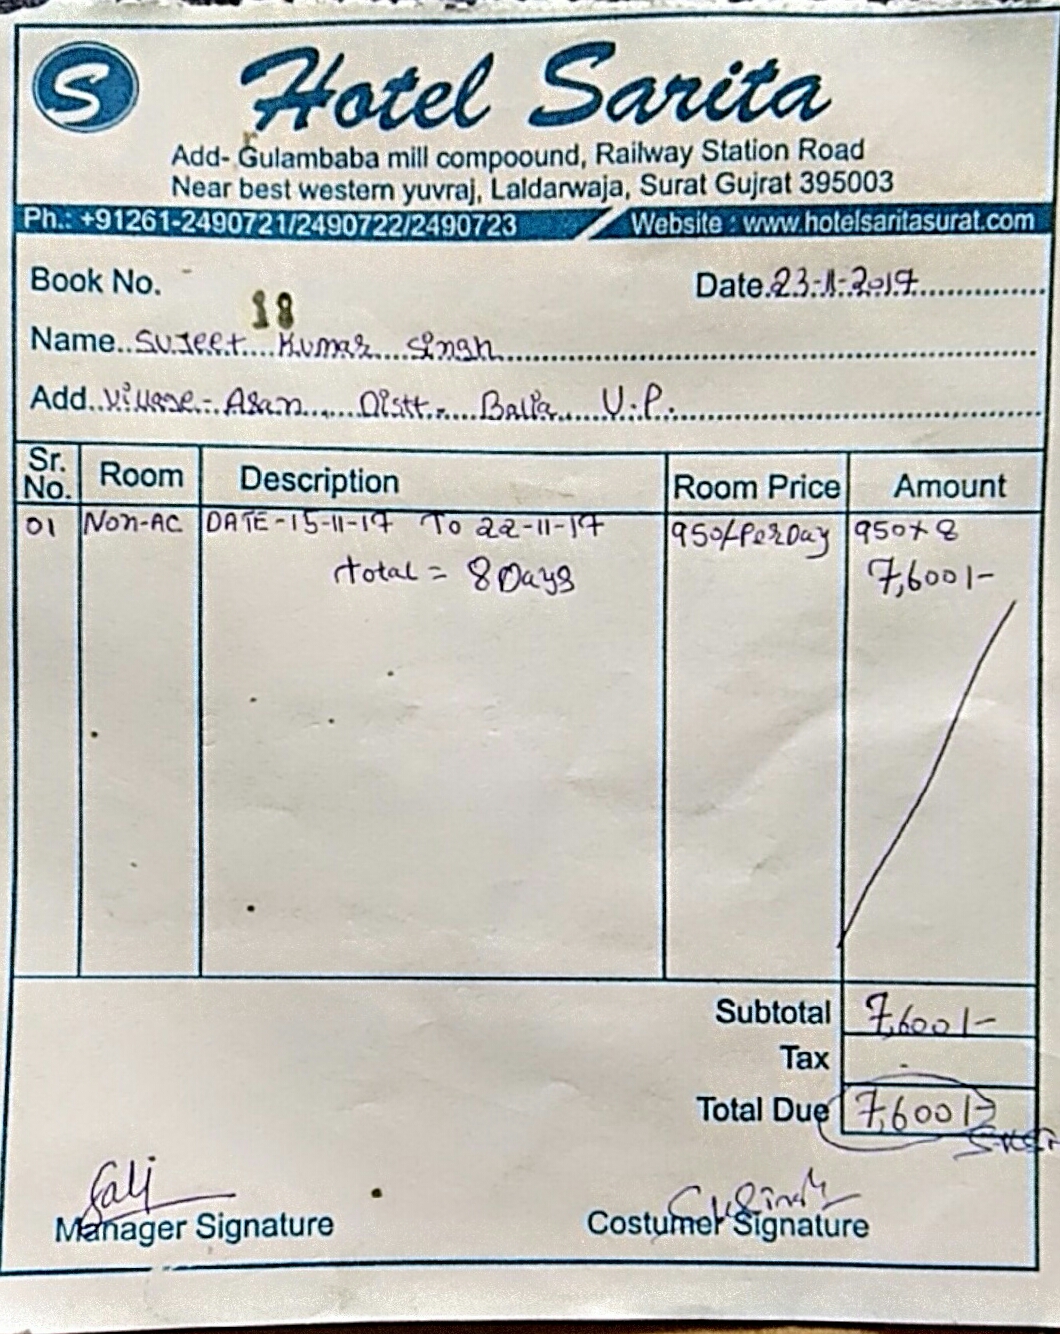 S Hotel Sarita
Add- Gulambaba mill compoound, Railway Station Road
Near best western yuvraj, Laldarwaja, Surat Gujrat 395003
Ph.: +91261-2490721/2490722/2490723 Website : www.hotelsaritasurat.com
Book No. 18 Date.23-11-2017
Name Sujeet Kumar Singh
Add. Village - Asan Distt. Balia U.P.
Sr. No. Room Description Room Price Amount
01 Non-AC DATE-15-11-17 To 22-11-17 950/-Per Day 950x8
Total = 8 Days 7,600/-
Subtotal 7,600/-
Tax -
Total Due 7,600/-
Manager Signature Costumer Signature